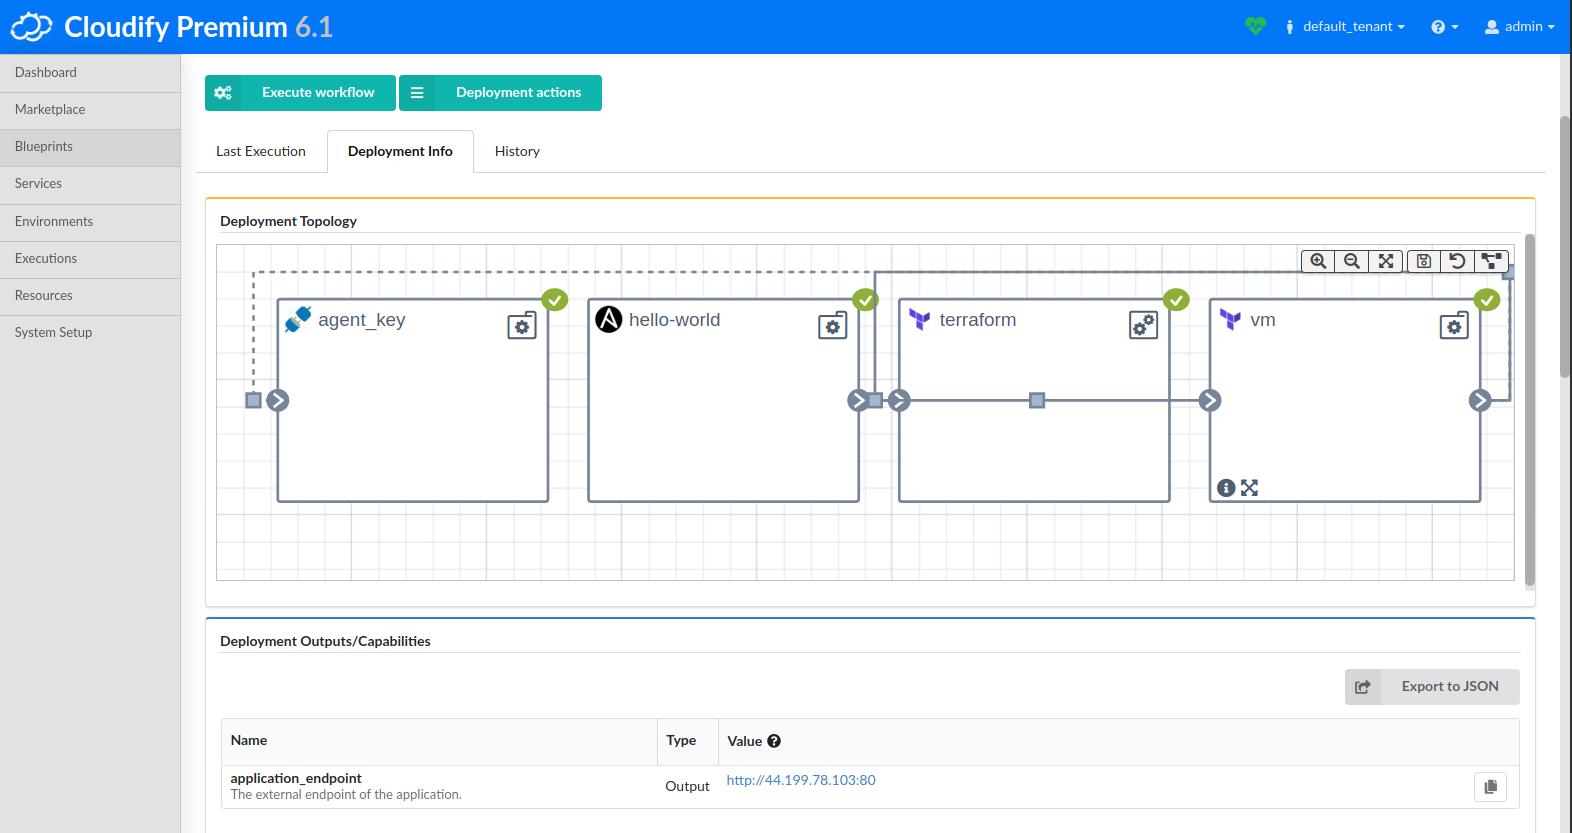 Cloudify Premium 6.1
default_tenant
admin
Dashboard
Marketplace
Blueprints
Services
Environments
Executions
Resources
System Setup
Execute workflow
Deployment actions
Last Execution
Deployment Info
History
Deployment Topology
agent_key
hello-world
terraform
vm
Deployment Outputs/Capabilities
Export to JSON
Name
Type
Value
application_endpoint
The external endpoint of the application.
Output
http://44.199.78.103:80